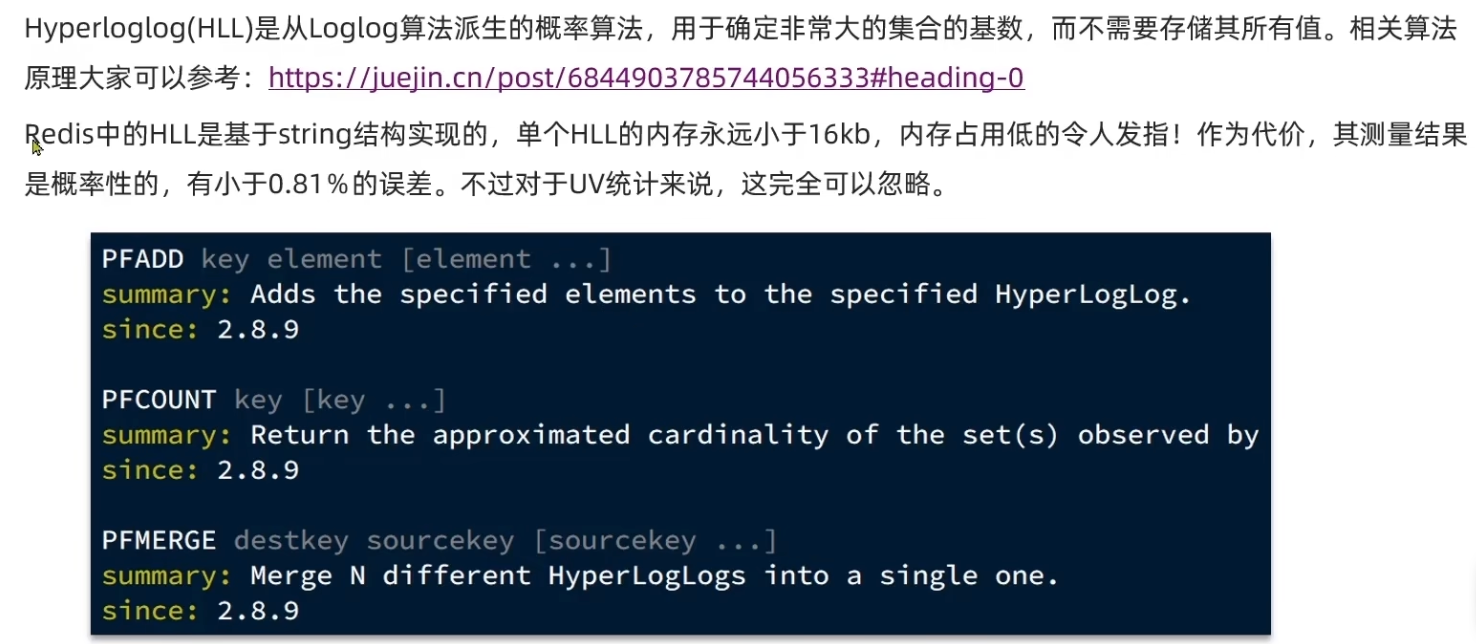 Hyperloglog(HLL)是从Loglog算法派生的概率算法，用于确定非常大的集合的基数，而不需要存储其所有值。相关算法
原理大家可以参考：https://juejin.cn/post/6844903785744056333#heading-0
Redis中的HLL是基于string结构实现的，单个HLL的内存永远小于16kb，内存占用低的令人发指！作为代价，其测量结果
是概率性的，有小于0.81％的误差。不过对于UV统计来说，这完全可以忽略。
PFADD key element [element ...]
summary: Adds the specified elements to the specified HyperLogLog.
since: 2.8.9
PFCOUNT key [key ...]
summary: Return the approximated cardinality of the set(s) observed by
since: 2.8.9
PFMERGE destkey sourcekey [sourcekey ...]
summary: Merge N different HyperLogLogs into a single one.
since: 2.8.9